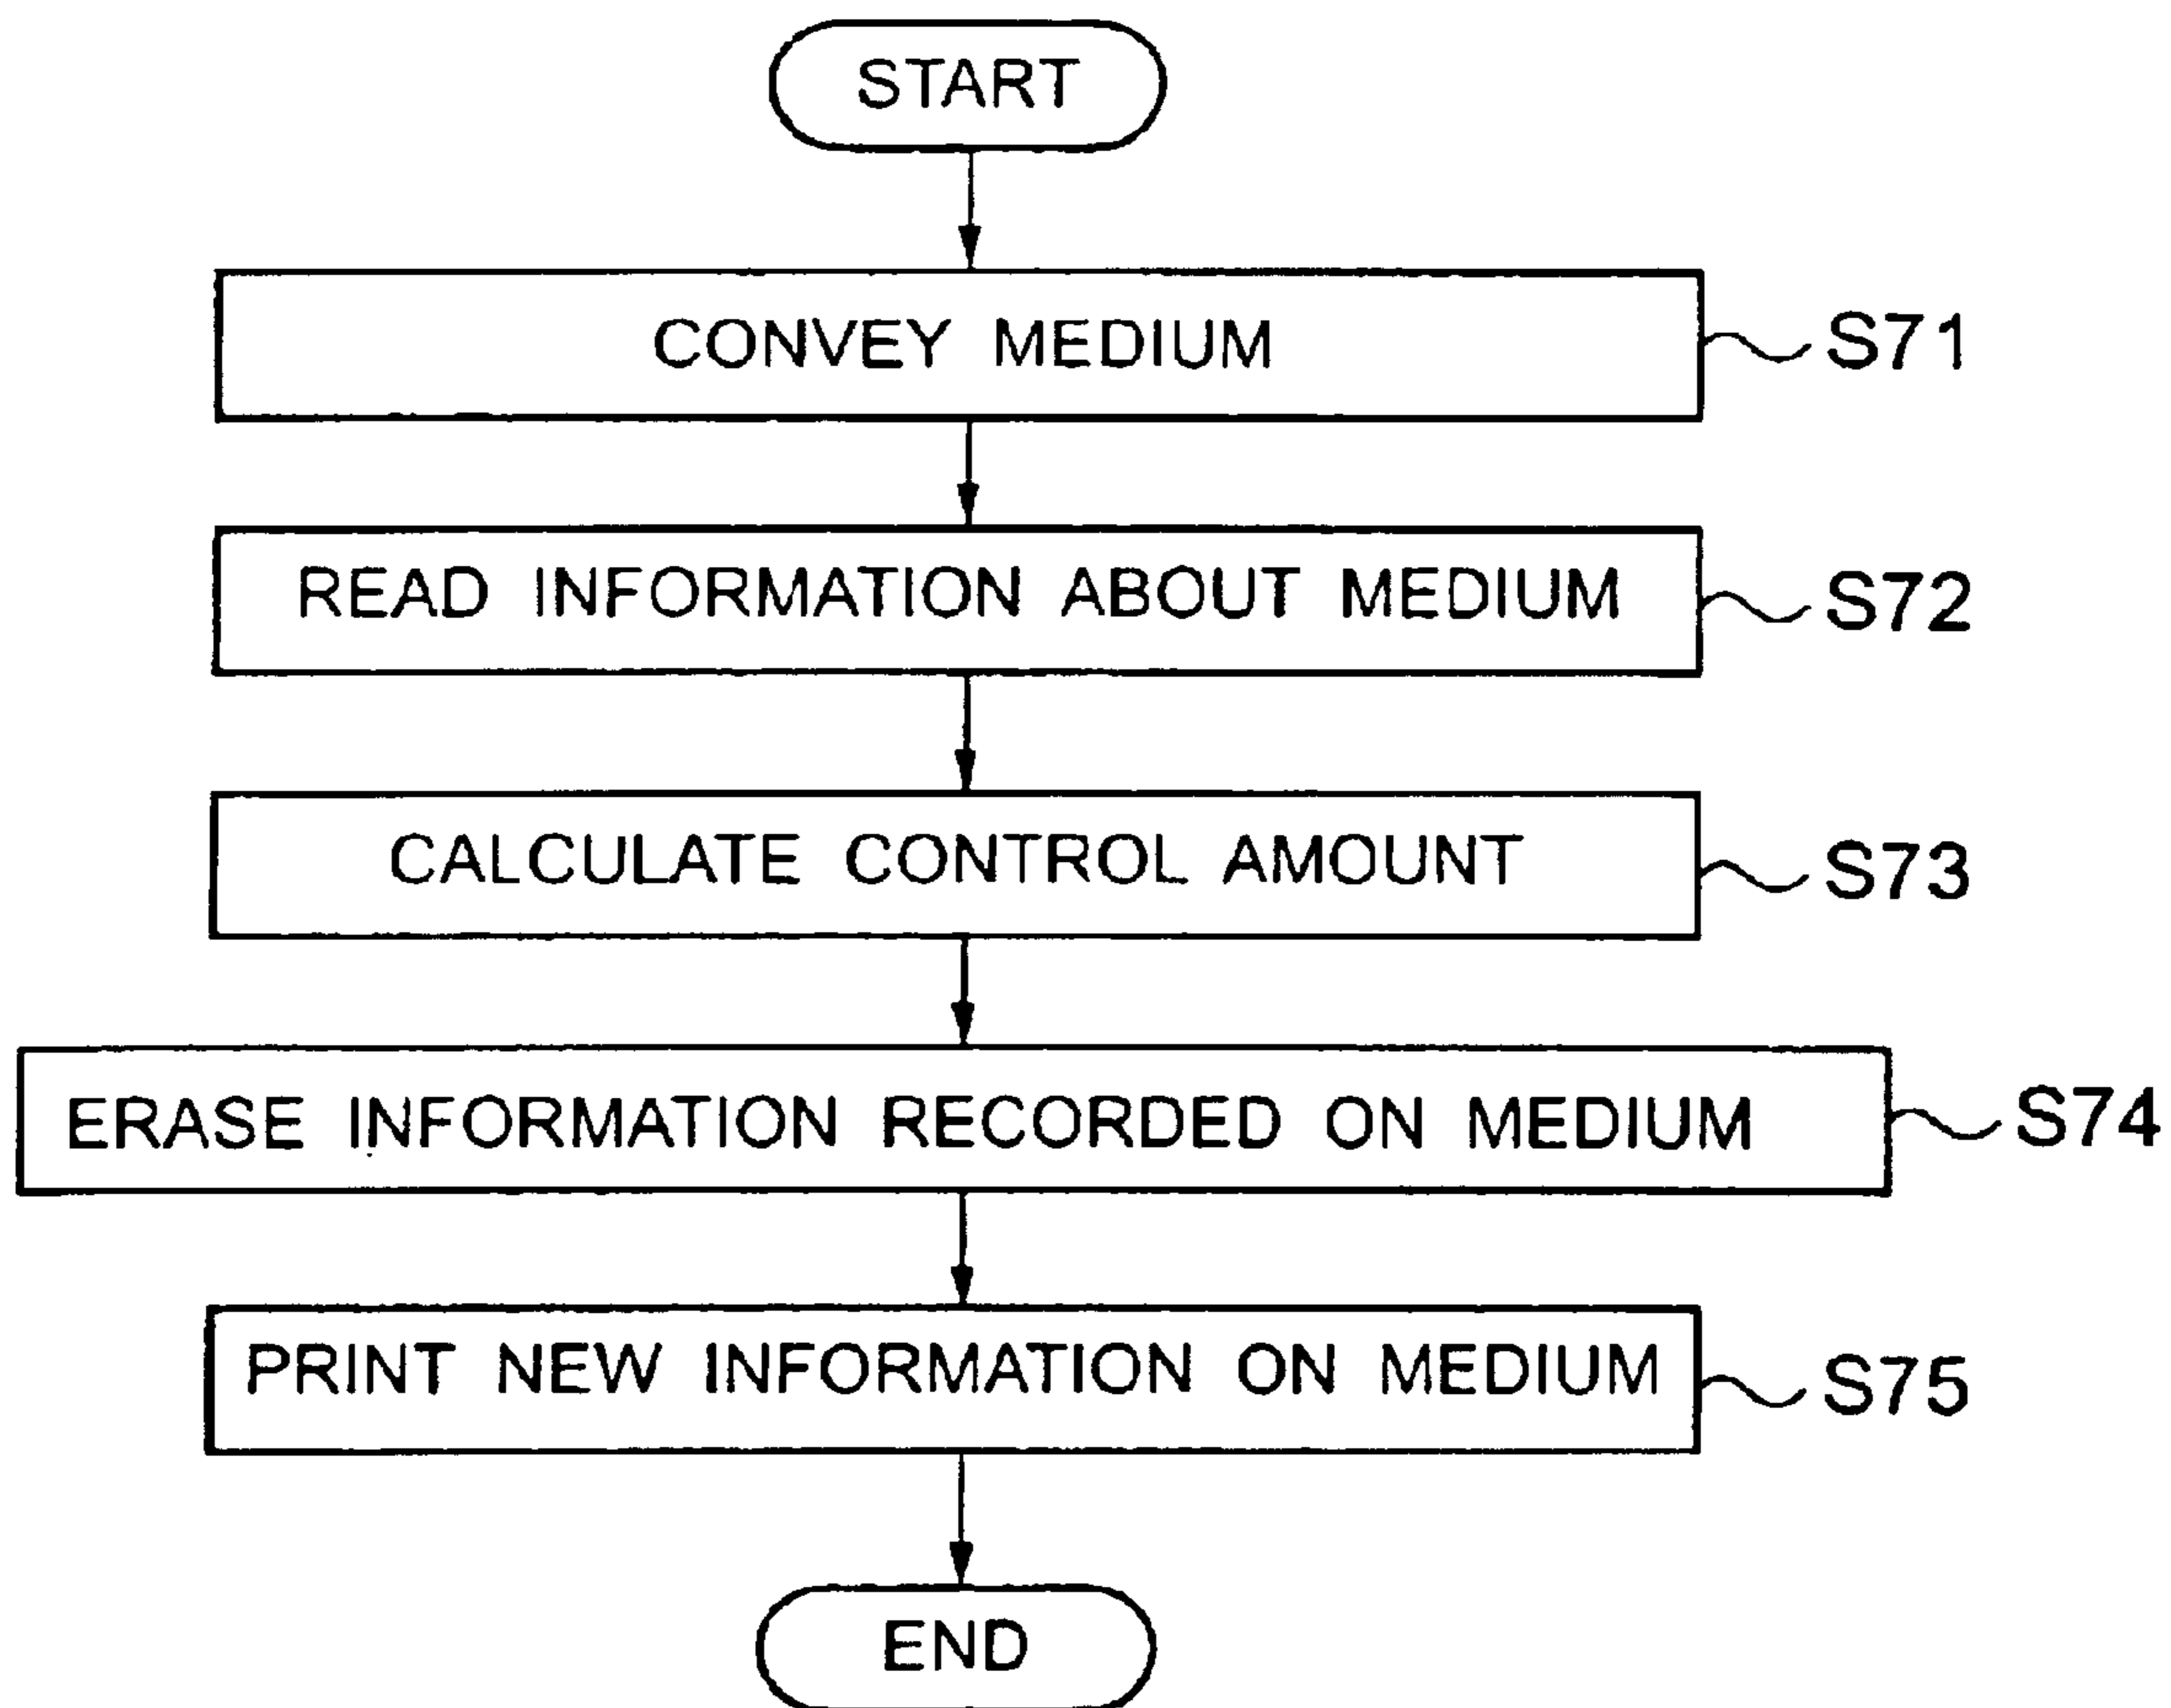 START
CONVEY MEDIUM
S71
READ INFORMATION ABOUT MEDIUM
S72
CALCULATE CONTROL AMOUNT
S73
ERASE INFORMATION RECORDED ON MEDIUM
S74
PRINT NEW INFORMATION ON MEDIUM
S75
END